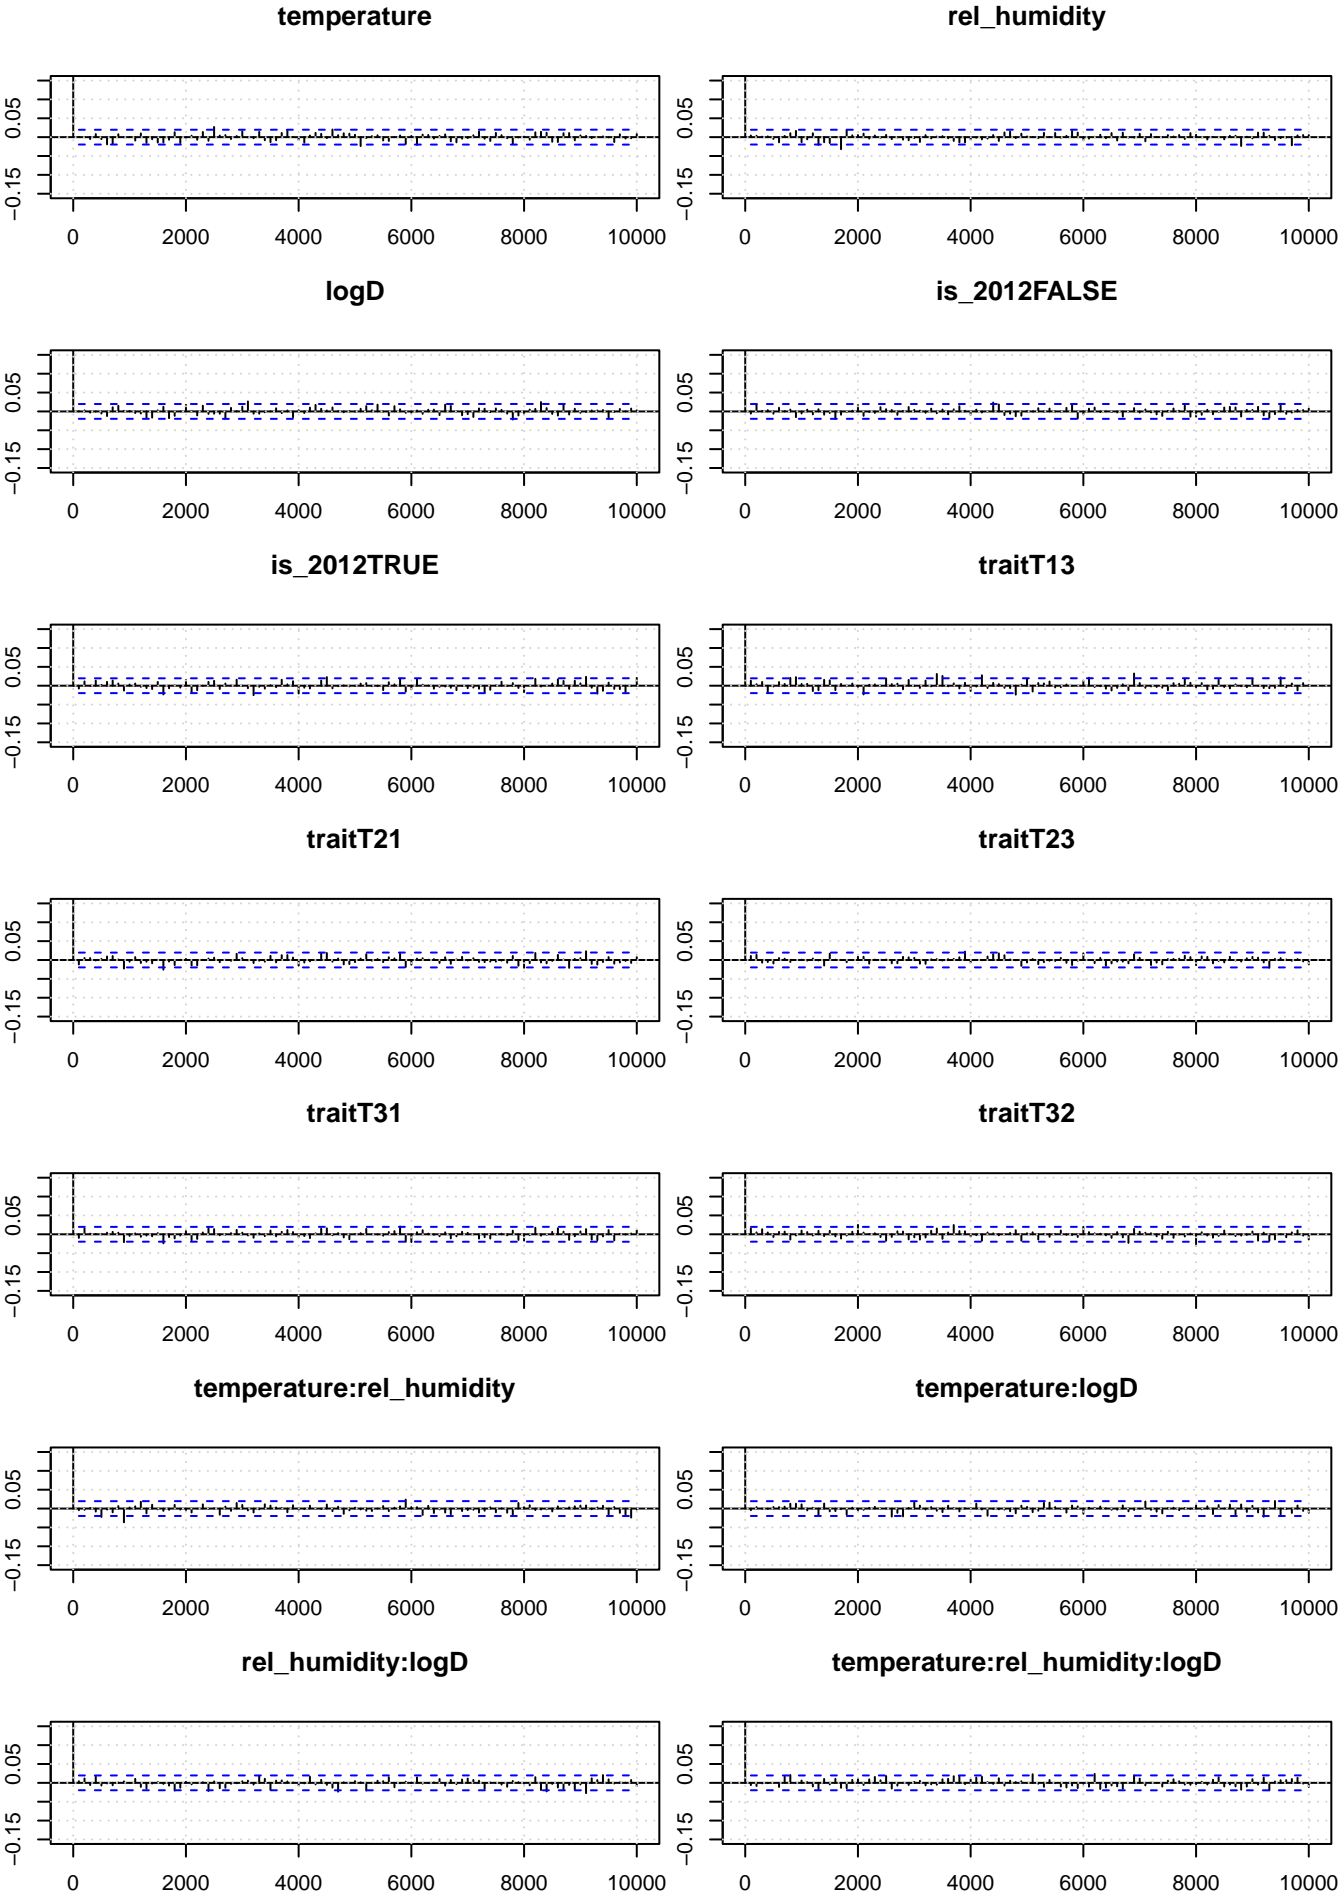 temperature rel_humidity
0.05 0.05
−0.15 −0.15
0 2000 4000 6000 8000 10000 0 2000 4000 6000 8000 10000
logD is_2012FALSE
0.05 0.05
−0.15 −0.15
0 2000 4000 6000 8000 10000 0 2000 4000 6000 8000 10000
is_2012TRUE traitT13
0.05 0.05
−0.15 −0.15
0 2000 4000 6000 8000 10000 0 2000 4000 6000 8000 10000
traitT21 traitT23
0.05 0.05
−0.15 −0.15
0 2000 4000 6000 8000 10000 0 2000 4000 6000 8000 10000
traitT31 traitT32
0.05 0.05
−0.15 −0.15
0 2000 4000 6000 8000 10000 0 2000 4000 6000 8000 10000
temperature:rel_humidity temperature:logD
0.05 0.05
−0.15 −0.15
0 2000 4000 6000 8000 10000 0 2000 4000 6000 8000 10000
rel_humidity:logD temperature:rel_humidity:logD
0.05 0.05
−0.15 −0.15
0 2000 4000 6000 8000 10000 0 2000 4000 6000 8000 10000